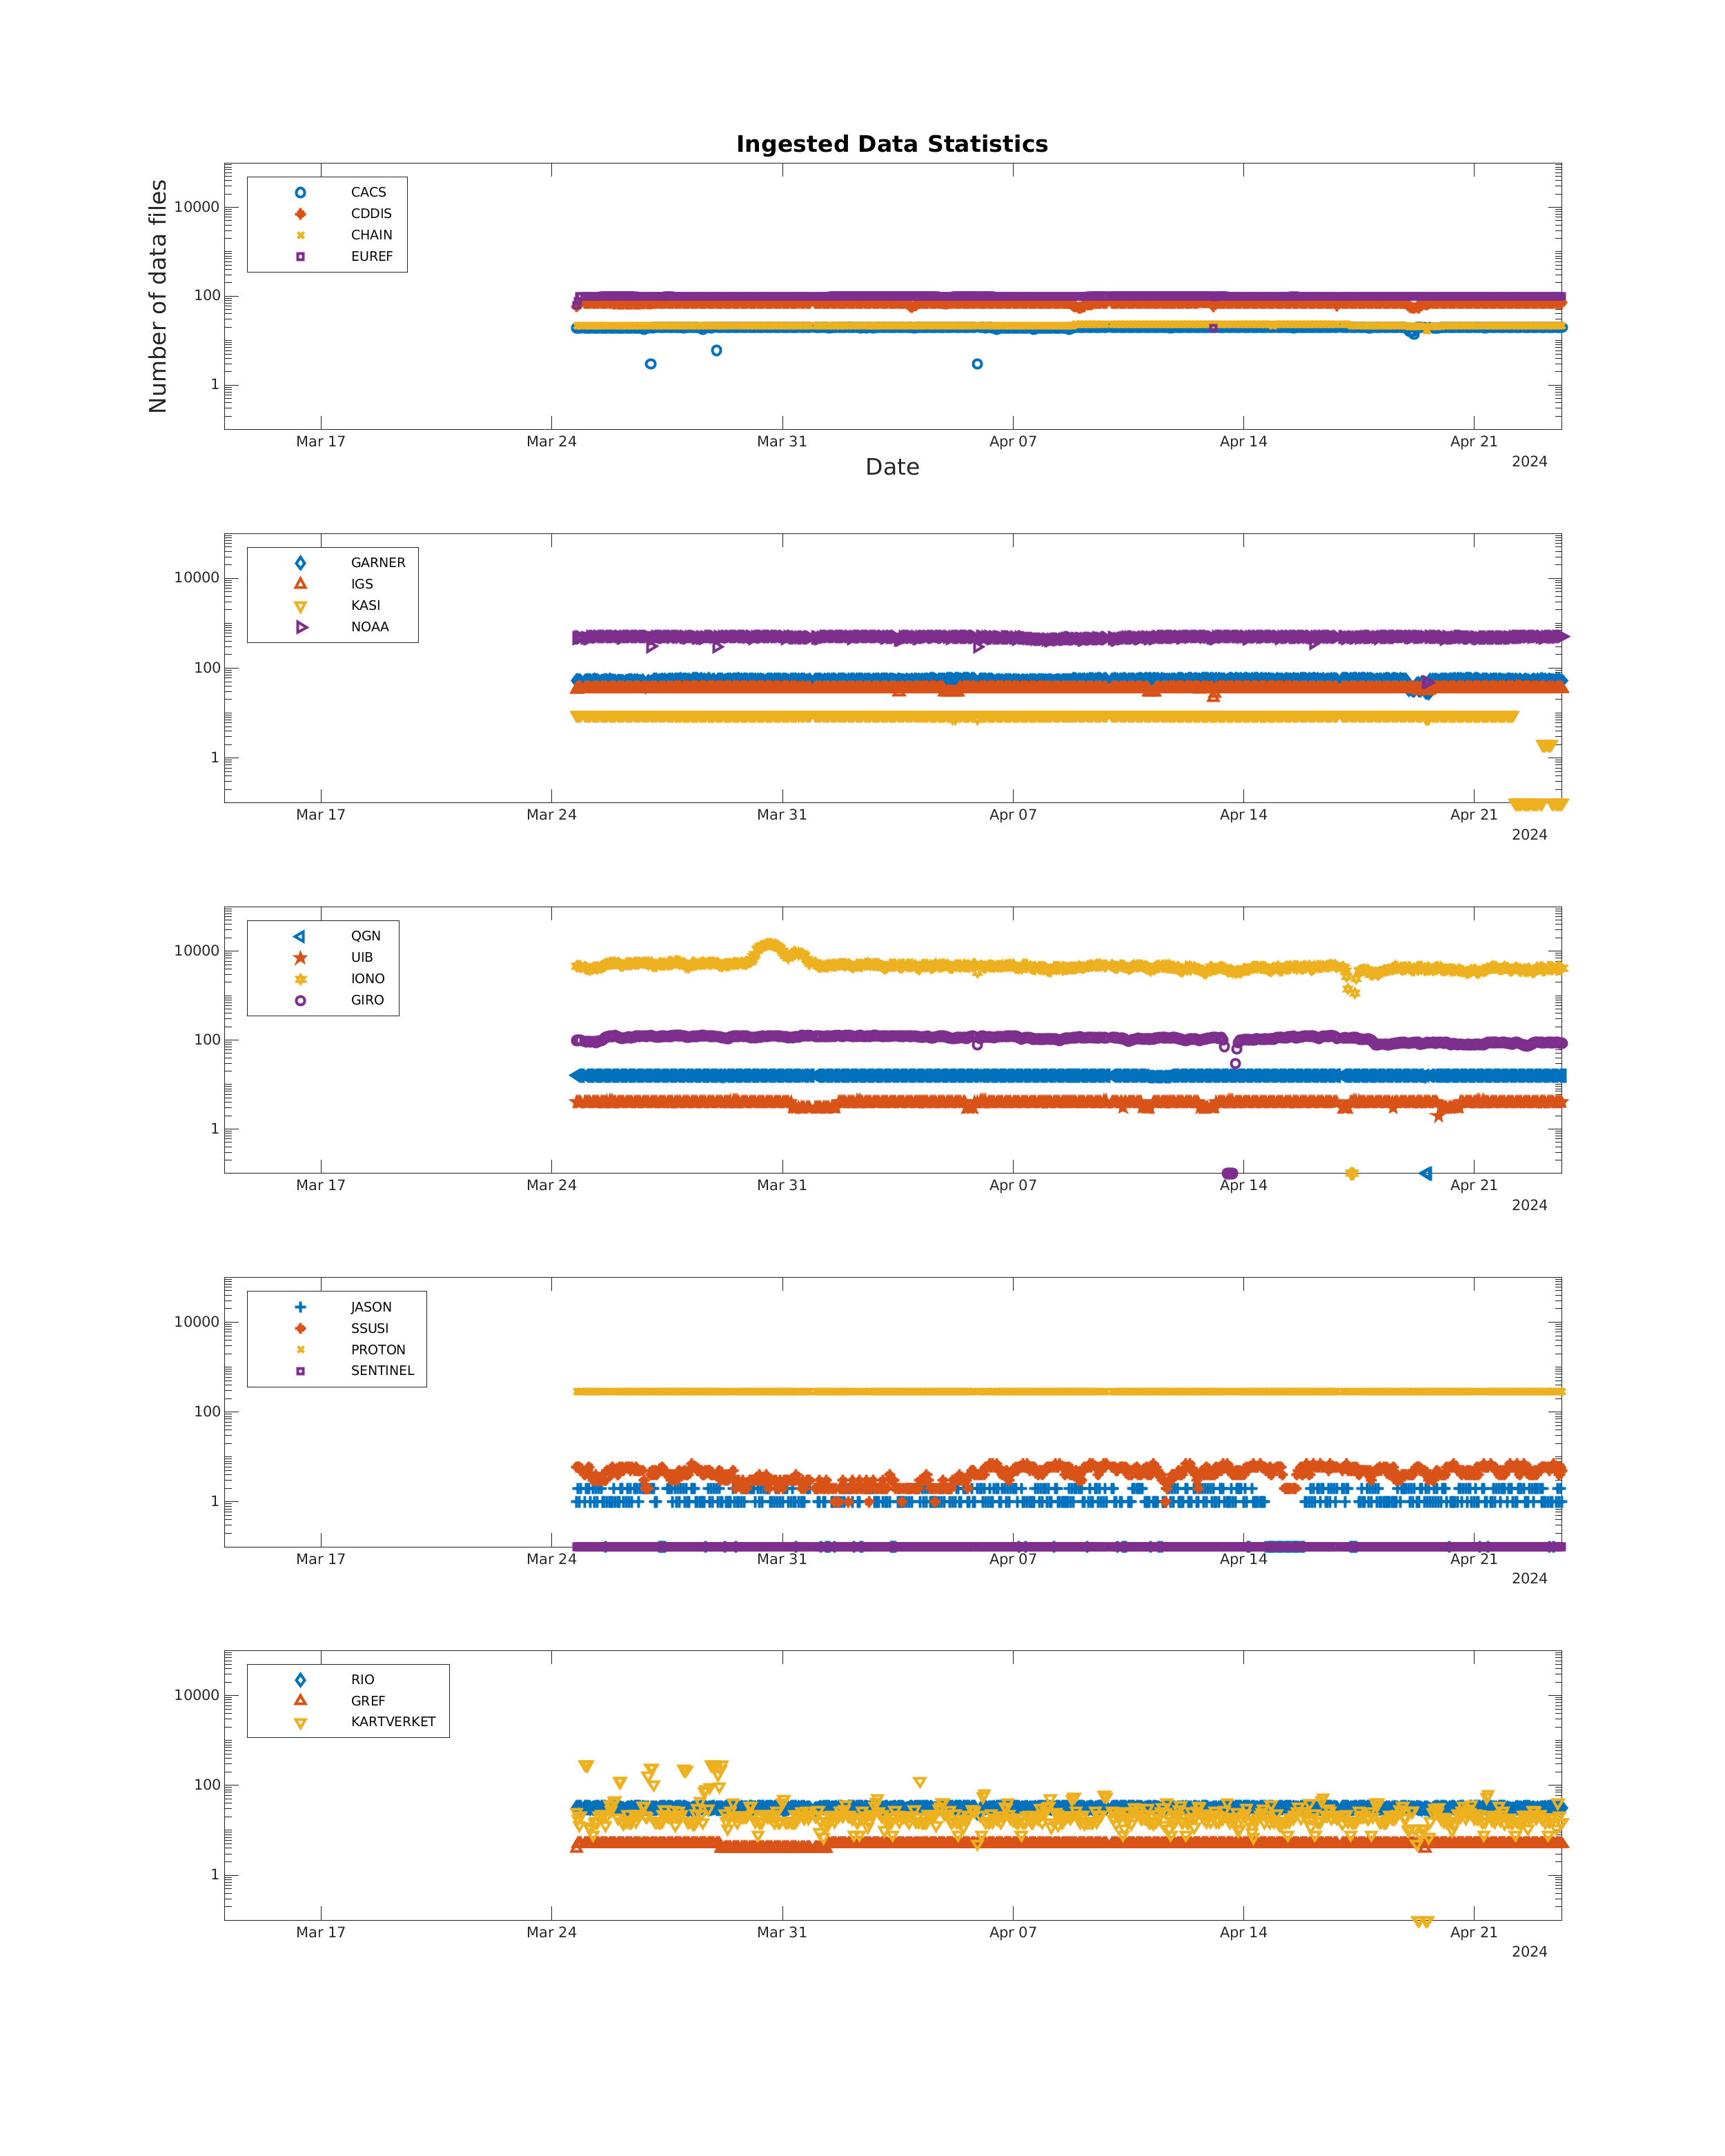 Ingested Data Statistics
Number of data files
CACS
CDDIS
CHAIN
EUREF
10000
100
1
Mar 17 Mar 24 Mar 31 Apr 07 Apr 14 Apr 21
2024
Date
GARNER
IGS
KASI
NOAA
10000
100
1
Mar 17 Mar 24 Mar 31 Apr 07 Apr 14 Apr 21
2024
QGN
UIB
IONO
GIRO
10000
100
1
Mar 17 Mar 24 Mar 31 Apr 07 Apr 14 Apr 21
2024
JASON
SSUSI
PROTON
SENTINEL
10000
100
1
Mar 17 Mar 24 Mar 31 Apr 07 Apr 14 Apr 21
2024
RIO
GREF
KARTVERKET
10000
100
1
Mar 17 Mar 24 Mar 31 Apr 07 Apr 14 Apr 21
2024